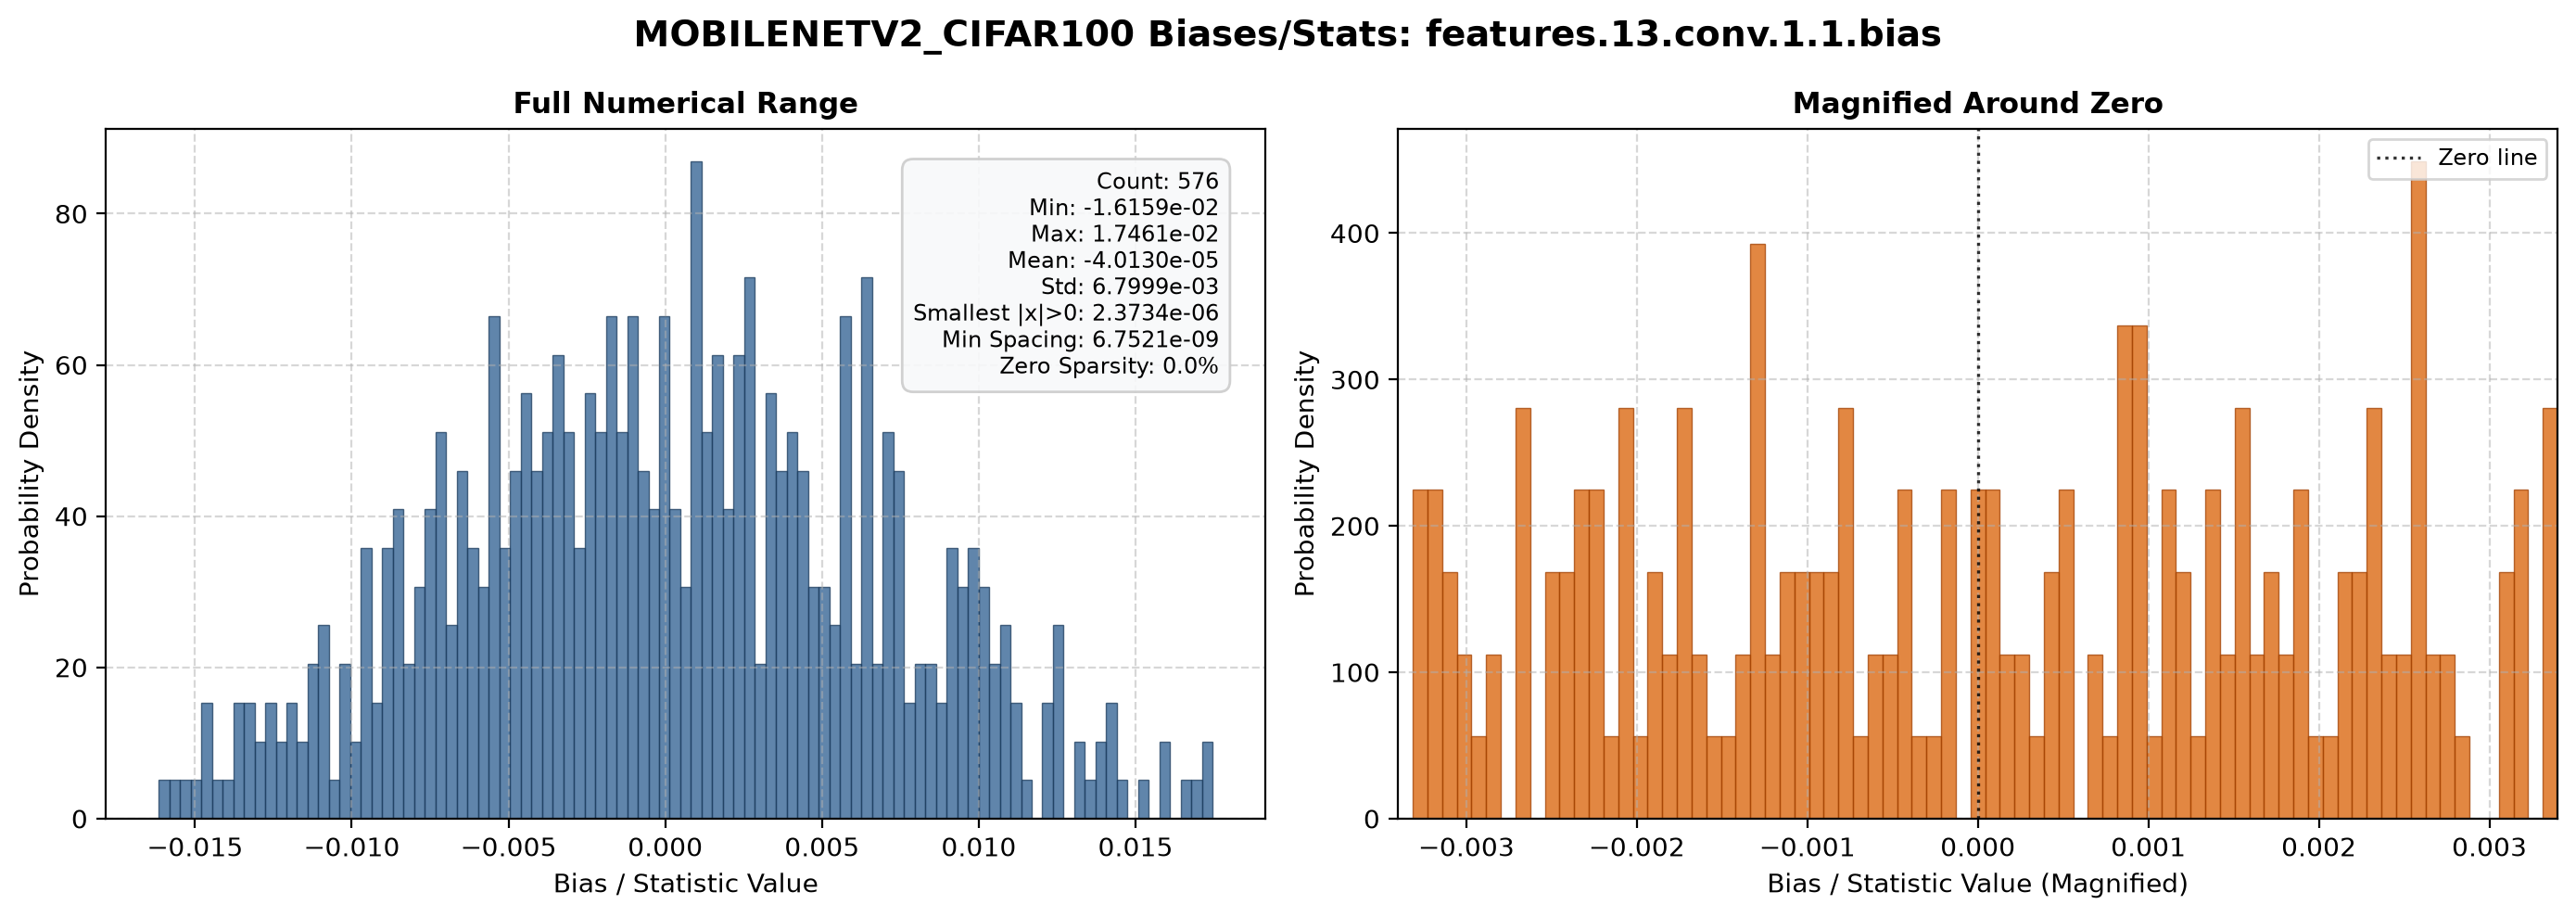 MOBILENETV2_CIFAR100 Biases/Stats: features.13.conv.1.1.bias
Full Numerical Range
Probability Density
80
60
40
20
0
Count: 576
Min: -1.6159e-02
Max: 1.7461e-02
Mean: -4.0130e-05
Std: 6.7999e-03
Smallest |x|>0: 2.3734e-06
Min Spacing: 6.7521e-09
Zero Sparsity: 0.0%
−0.015 −0.010 −0.005 0.000 0.005 0.010 0.015
Bias / Statistic Value
Magnified Around Zero
Probability Density
400
300
200
100
0
Zero line
−0.003 −0.002 −0.001 0.000 0.001 0.002 0.003
Bias / Statistic Value (Magnified)